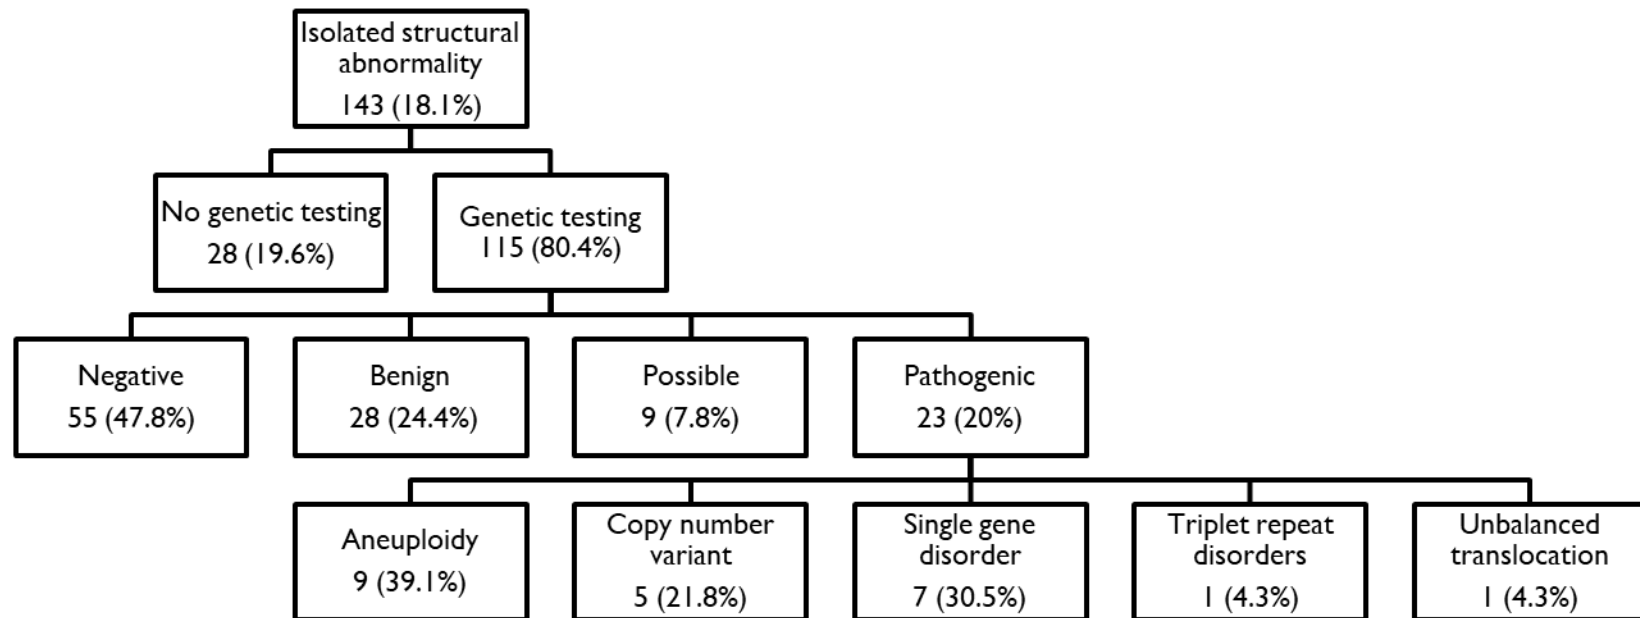 Isolated structural
abnormality
143 (18.1%)
No genetic testing
28 (19.6%)
Genetic testing
115 (80.4%)
Negative
55 (47.8%)
Benign
28 (24.4%)
Possible
9 (7.8%)
Pathogenic
23 (20%)
Aneuploidy
9 (39.1%)
Copy number
variant
5 (21.8%)
Single gene
disorder
7 (30.5%)
Triplet repeat
disorders
1 (4.3%)
Unbalanced
translocation
1 (4.3%)